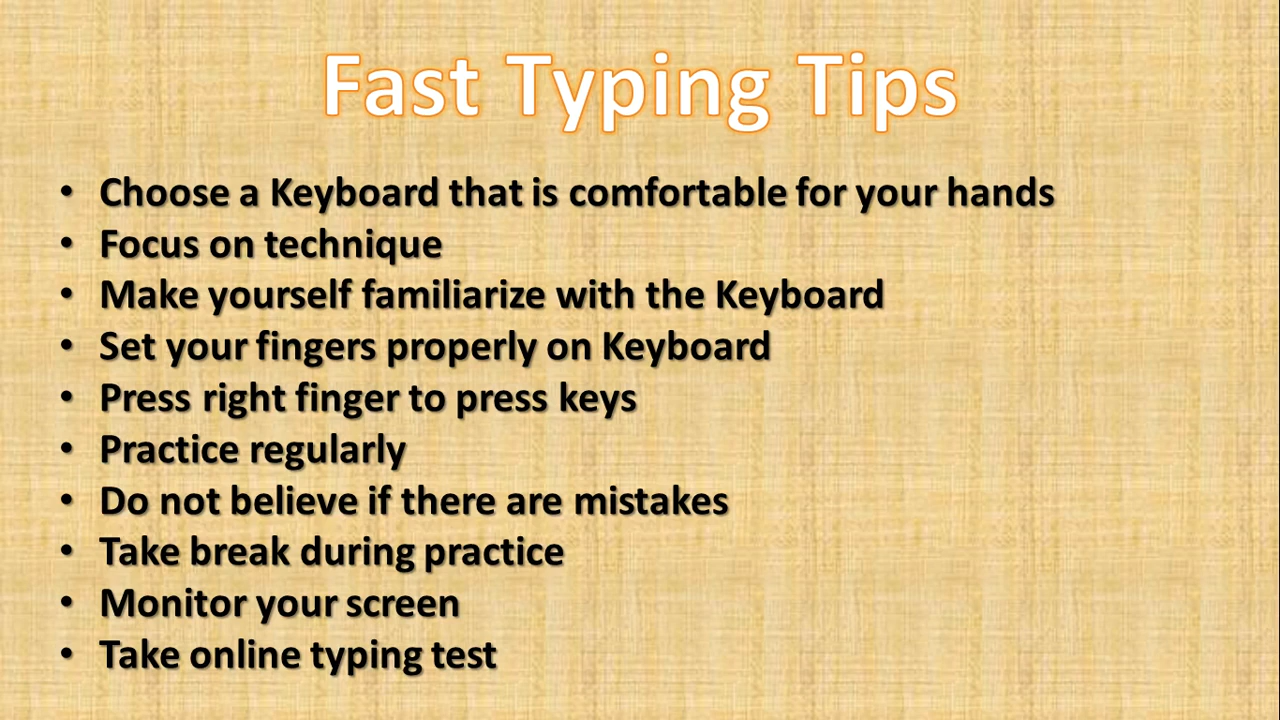 Fast Typing Tips
• Choose a Keyboard that is comfortable for your hands
• Focus on technique
• Make yourself familiarize with the Keyboard
• Set your fingers properly on Keyboard
• Press right finger to press keys
• Practice regularly
• Do not believe if there are mistakes
• Take break during practice
• Monitor your screen
• Take online typing test